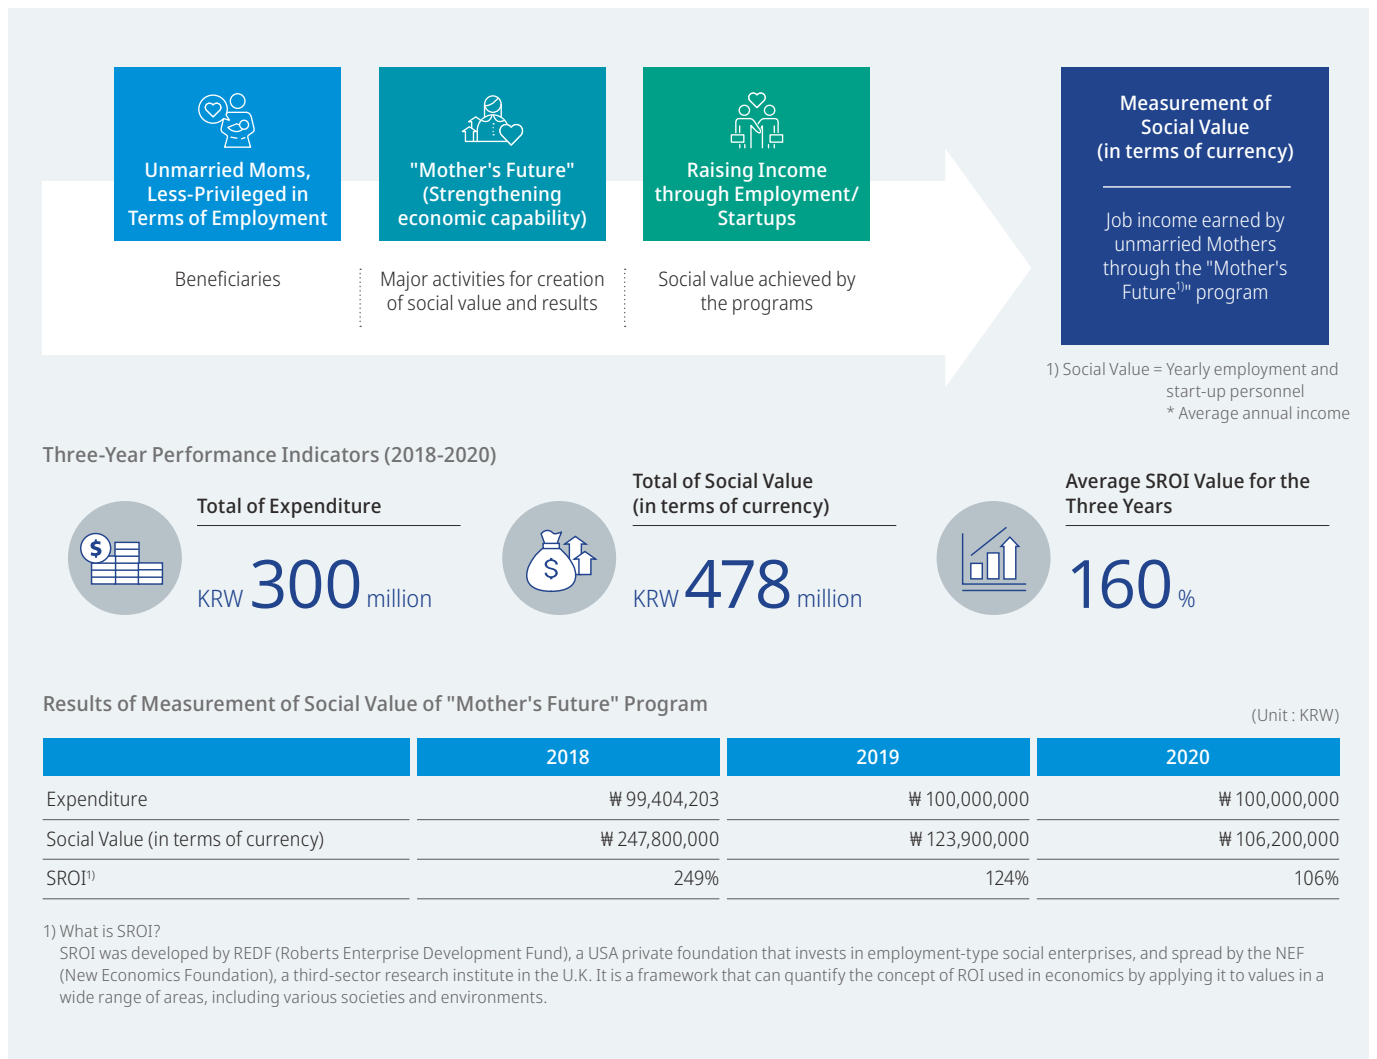 Unmarried Moms,
Less-Privileged in
Terms of Employment
"Mother's Future"
(Strengthening
economic capability)
Raising Income
through Employment/
Startups
Measurement of
Social Value
(in terms of currency)
Job income earned by
unmarried Mothers
through the "Mother's
Future1)" program
Beneficiaries
Major activities for creation
of social value and results
Social value achieved by
the programs
1) Social Value = Yearly employment and
start-up personnel
* Average annual income
Three-Year Performance Indicators (2018-2020)
Total of Expenditure
KRW 300 million
Total of Social Value
(in terms of currency)
KRW 478 million
Average SROI Value for the
Three Years
160 %
Results of Measurement of Social Value of "Mother's Future" Program
(Unit : KRW)
2018 2019 2020
Expenditure ₩ 99,404,203 ₩ 100,000,000 ₩ 100,000,000
Social Value (in terms of currency) ₩ 247,800,000 ₩ 123,900,000 ₩ 106,200,000
SROI1) 249% 124% 106%
1) What is SROI?
SROI was developed by REDF (Roberts Enterprise Development Fund), a USA private foundation that invests in employment-type social enterprises, and spread by the NEF
(New Economics Foundation), a third-sector research institute in the U.K. It is a framework that can quantify the concept of ROI used in economics by applying it to values in a
wide range of areas, including various societies and environments.